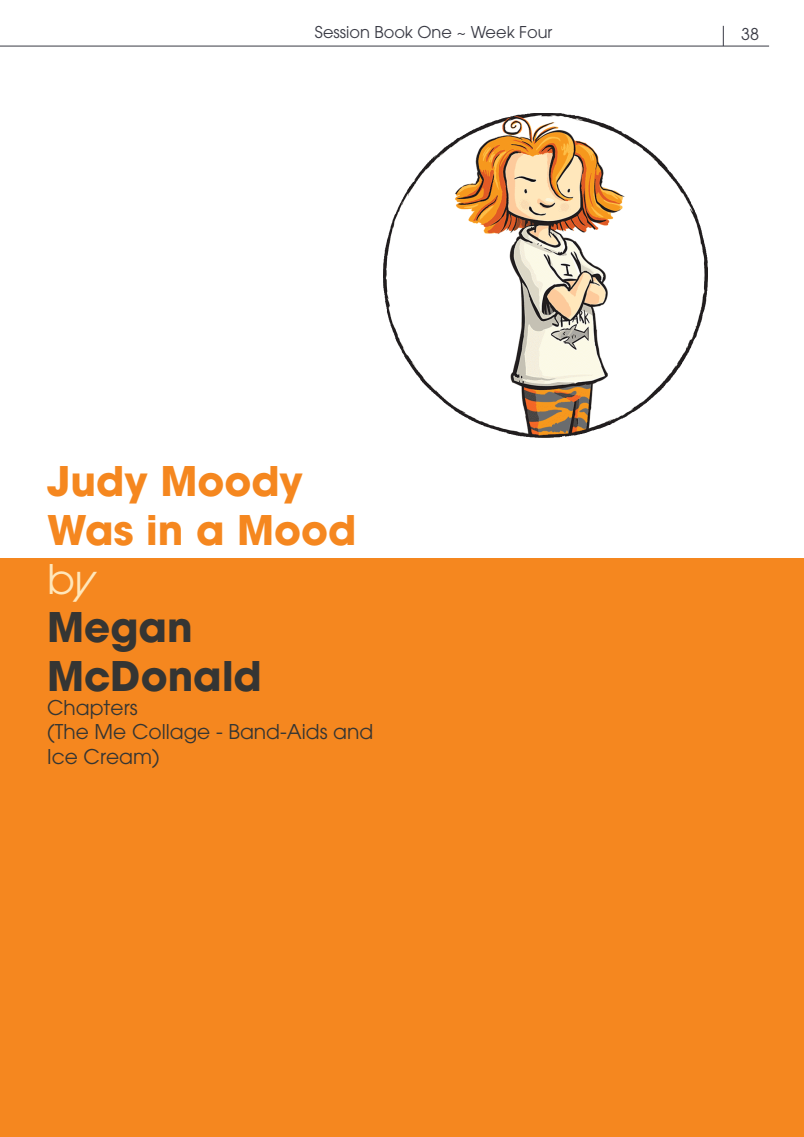 Session Book One ~ Week Four
38
I
SHARK
Judy Moody
Was in a Mood
by
Megan
McDonald
Chapters
(The Me Collage - Band-Aids and
Ice Cream)